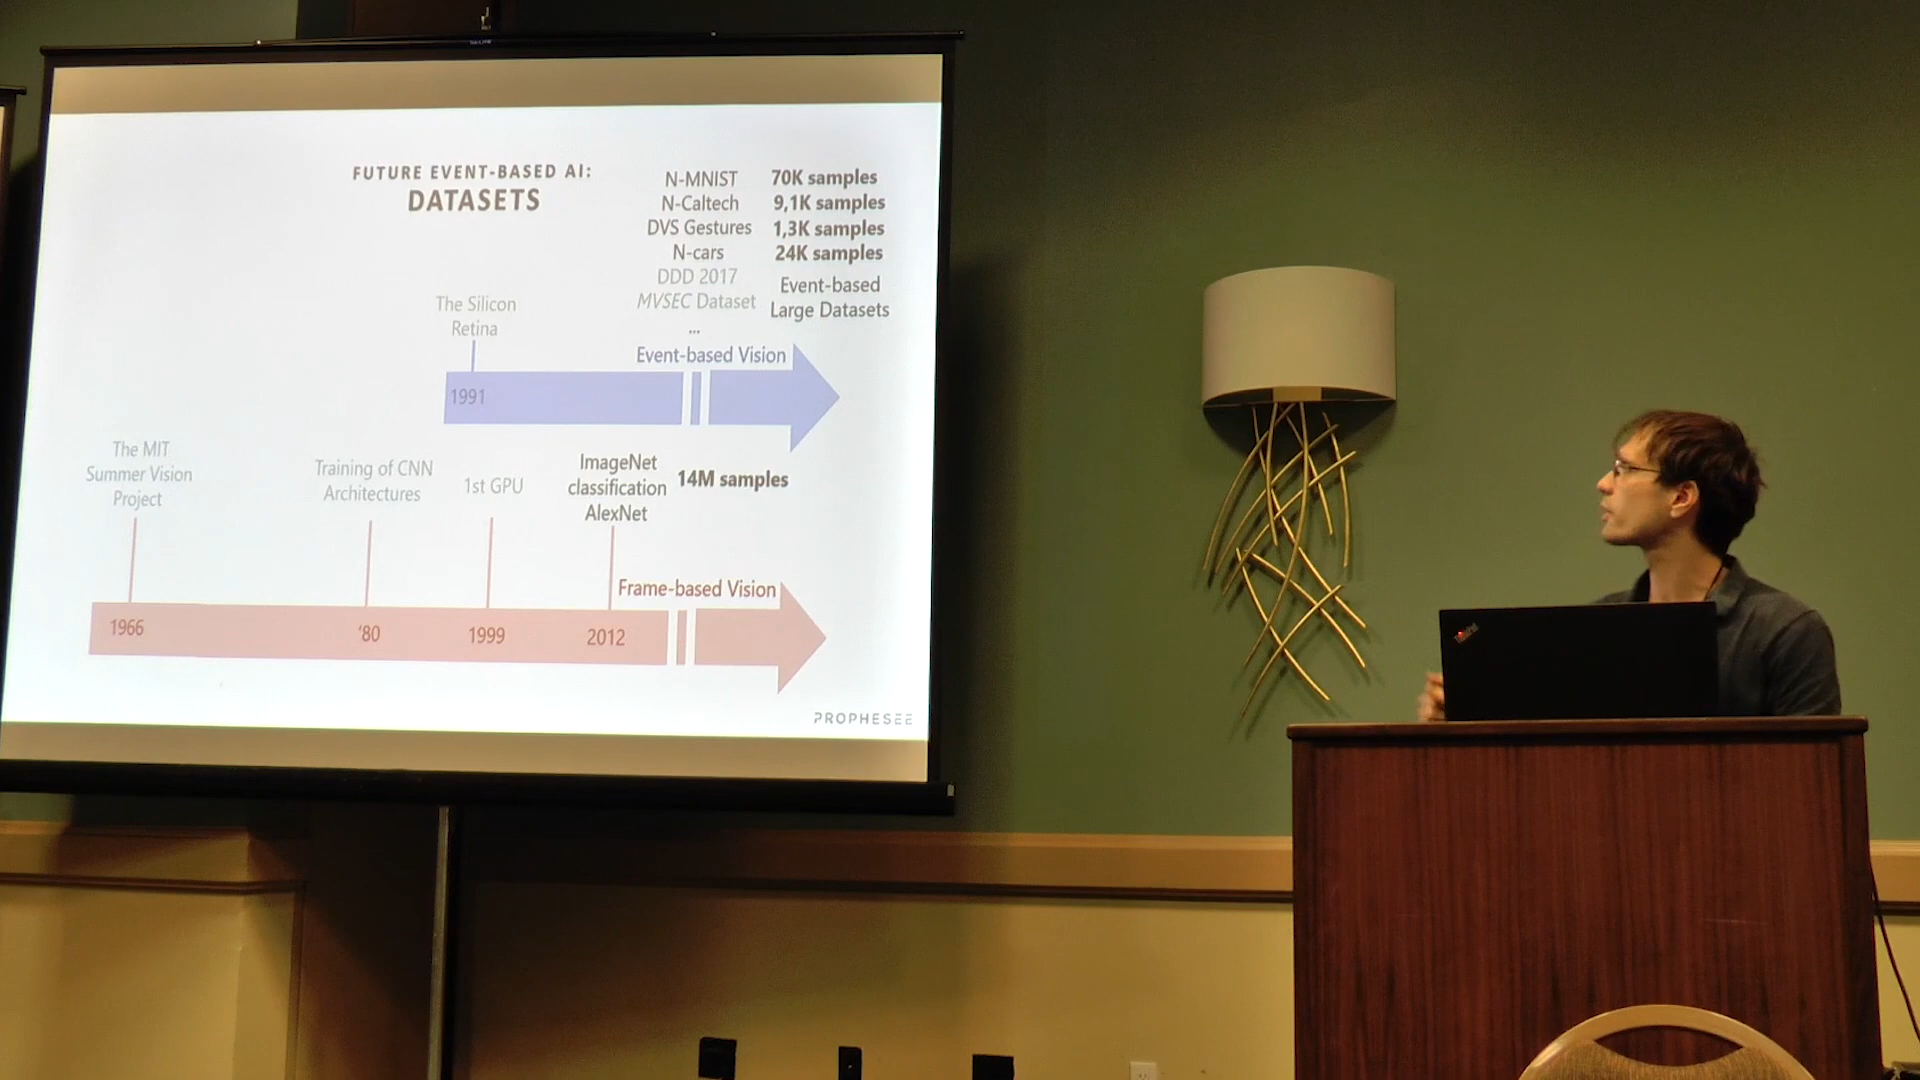 FUTURE EVENT-BASED AI:
DATASETS
N-MNIST 70K samples
N-Caltech 9,1K samples
DVS Gestures 1,3K samples
N-cars 24K samples
DDD 2017
MVSEC Dataset
...
Event-based
Large Datasets
The Silicon
Retina
Event-based Vision
1991
The MIT
Summer Vision
Project
Training of CNN
Architectures
1st GPU
ImageNet
classification
AlexNet
14M samples
Frame-based Vision
1966
'80
1999
2012
PROPHESEE
ThinkPad